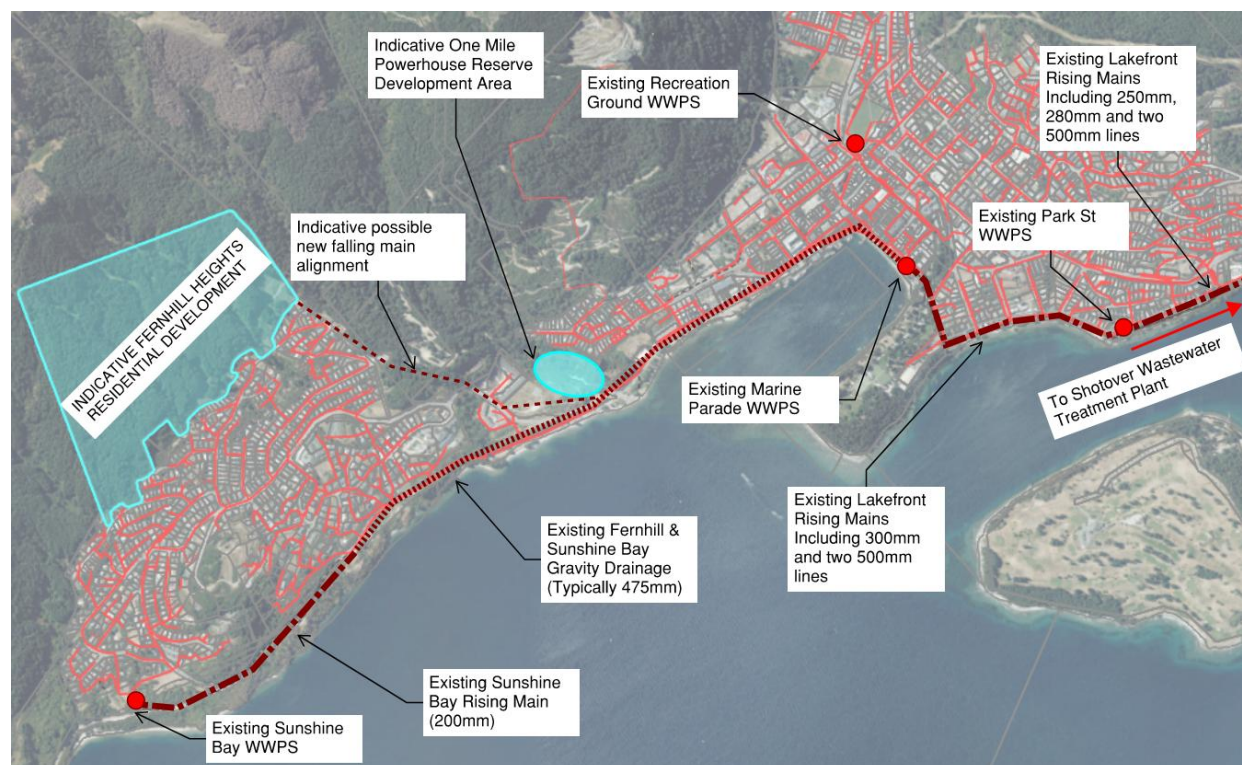 Indicative One Mile
Powerhouse Reserve
Development Area
Existing Recreation
Ground WWPS
Existing Lakefront
Rising Mains
Including 250mm,
280mm and two
500mm lines
Indicative possible
new falling main
alignment
Existing Park St
WWPS
INDICATIVE FERNHILL HEIGHTS
RESIDENTIAL DEVELOPMENT
Existing Marine
Parade WWPS
To Shotover Wastewater
Treatment Plant
Existing Fernhill &
Sunshine Bay
Gravity Drainage
(Typically 475mm)
Existing Lakefront
Rising Mains
Including 300mm
and two 500mm
lines
Existing Sunshine
Bay Rising Main
(200mm)
Existing Sunshine
Bay WWPS